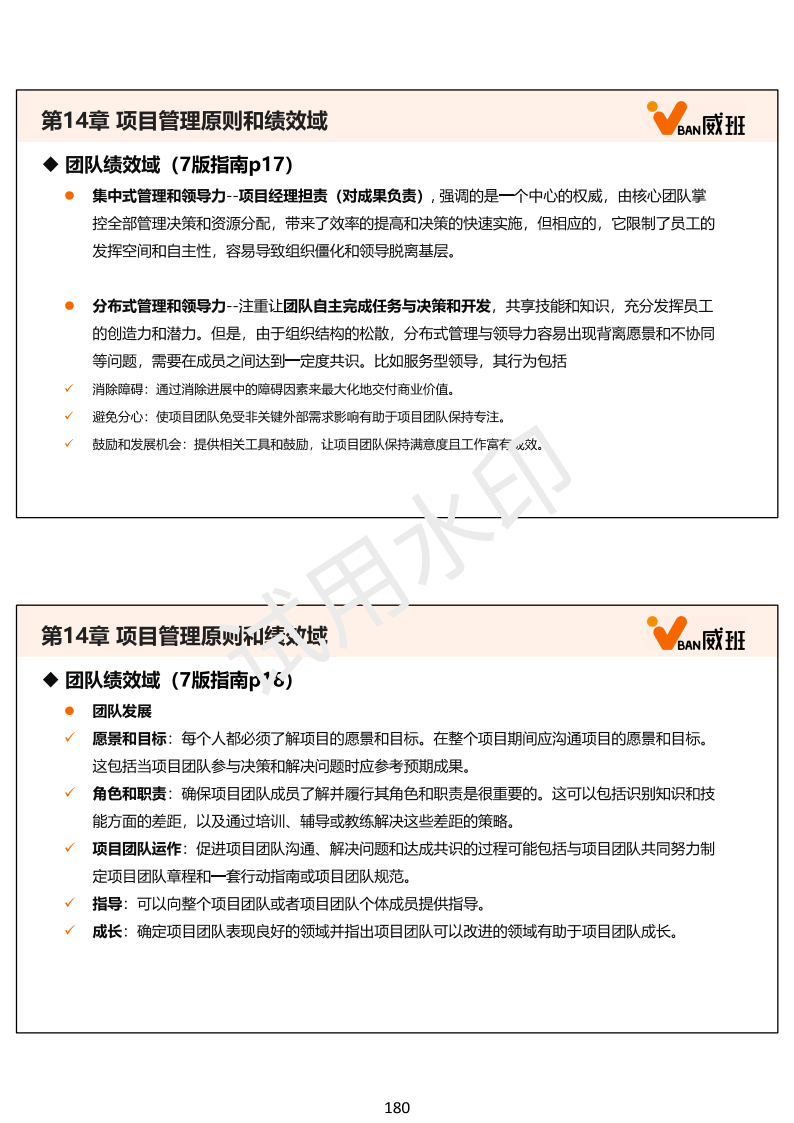 第14章 项目管理原则和绩效域
VBAN威班
◆ 团队绩效域（7版指南p17）
● 集中式管理和领导力--项目经理担责（对成果负责）, 强调的是一个中心的权威，由核心团队掌
控全部管理决策和资源分配，带来了效率的提高和决策的快速实施，但相应的，它限制了员工的
发挥空间和自主性，容易导致组织僵化和领导脱离基层。
● 分布式管理和领导力--注重让团队自主完成任务与决策和开发，共享技能和知识，充分发挥员工
的创造力和潜力。但是，由于组织结构的松散，分布式管理与领导力容易出现背离愿景和不协同
等问题，需要在成员之间达到一定度共识。比如服务型领导，其行为包括
✓ 消除障碍：通过消除进展中的障碍因素来最大化地交付商业价值。
✓ 避免分心：使项目团队免受非关键外部需求影响有助于项目团队保持专注。
✓ 鼓励和发展机会：提供相关工具和鼓励，让项目团队保持满意度且工作富有成效。
试用水印
第14章 项目管理原则和绩效域
VBAN威班
◆ 团队绩效域（7版指南p18）
● 团队发展
✓ 愿景和目标：每个人都必须了解项目的愿景和目标。在整个项目期间应沟通项目的愿景和目标。
这包括当项目团队参与决策和解决问题时应参考预期成果。
✓ 角色和职责：确保项目团队成员了解并履行其角色和职责是很重要的。这可以包括识别知识和技
能方面的差距，以及通过培训、辅导或教练解决这些差距的策略。
✓ 项目团队运作：促进项目团队沟通、解决问题和达成共识的过程可能包括与项目团队共同努力制
定项目团队章程和一套行动指南或项目团队规范。
✓ 指导：可以向整个项目团队或者项目团队个体成员提供指导。
✓ 成长：确定项目团队表现良好的领域并指出项目团队可以改进的领域有助于项目团队成长。
180